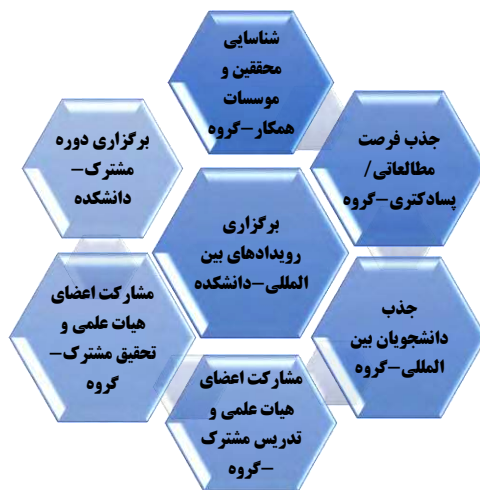 شناسایی
محققین و
موسسات
همکار-گروه
جذب فرصت
مطالعاتی/
پسادکتری-گروه
برگزاری دوره
مشترک-
دانشکده
برگزاری
رویدادهای بین
المللی-دانشکده
جذب
دانشجویان بین
المللی-گروه
مشارکت اعضای
هیات علمی و
تحقیق مشترک-
گروه
مشارکت اعضای
هیات علمی و
تدریس مشترک
-گروه